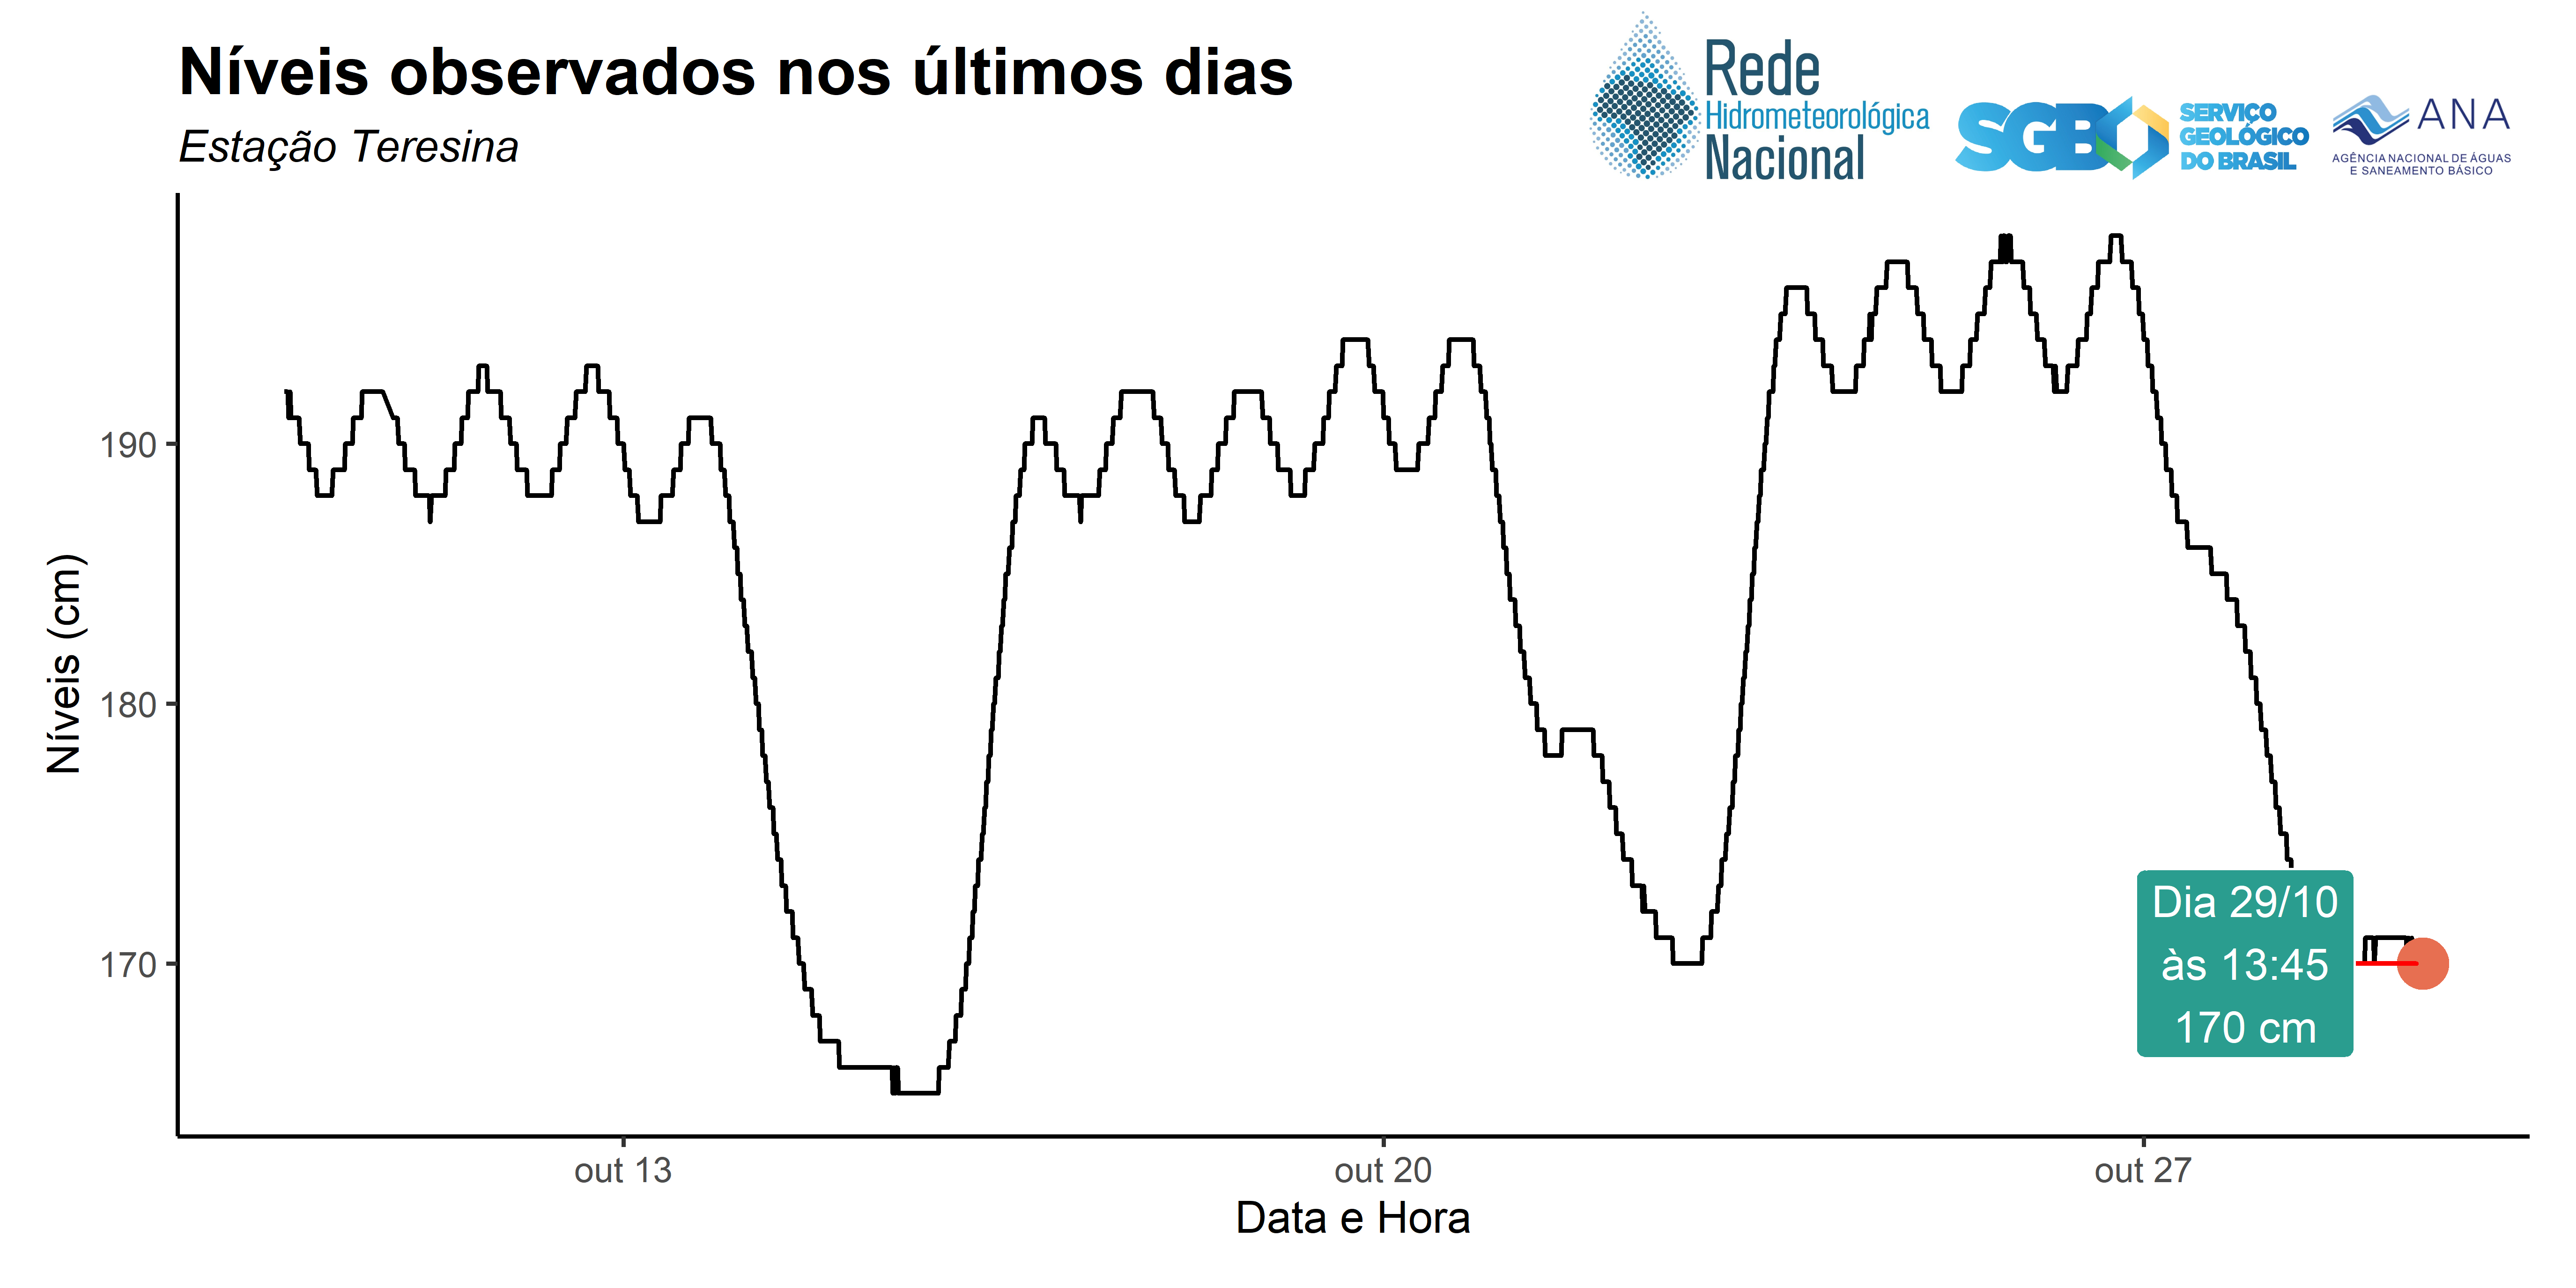 Níveis observados nos últimos dias
Estação Teresina
Rede
Hidrometeorológica
Nacional
SGB
SERVIÇO
GEOLÓGICO
DO BRASIL
ANA
AGÊNCIA NACIONAL DE ÁGUAS
E SANEAMENTO BÁSICO
Níveis (cm)
190
180
170
Dia 29/10
às 13:45
170 cm
out 13
out 20
out 27
Data e Hora